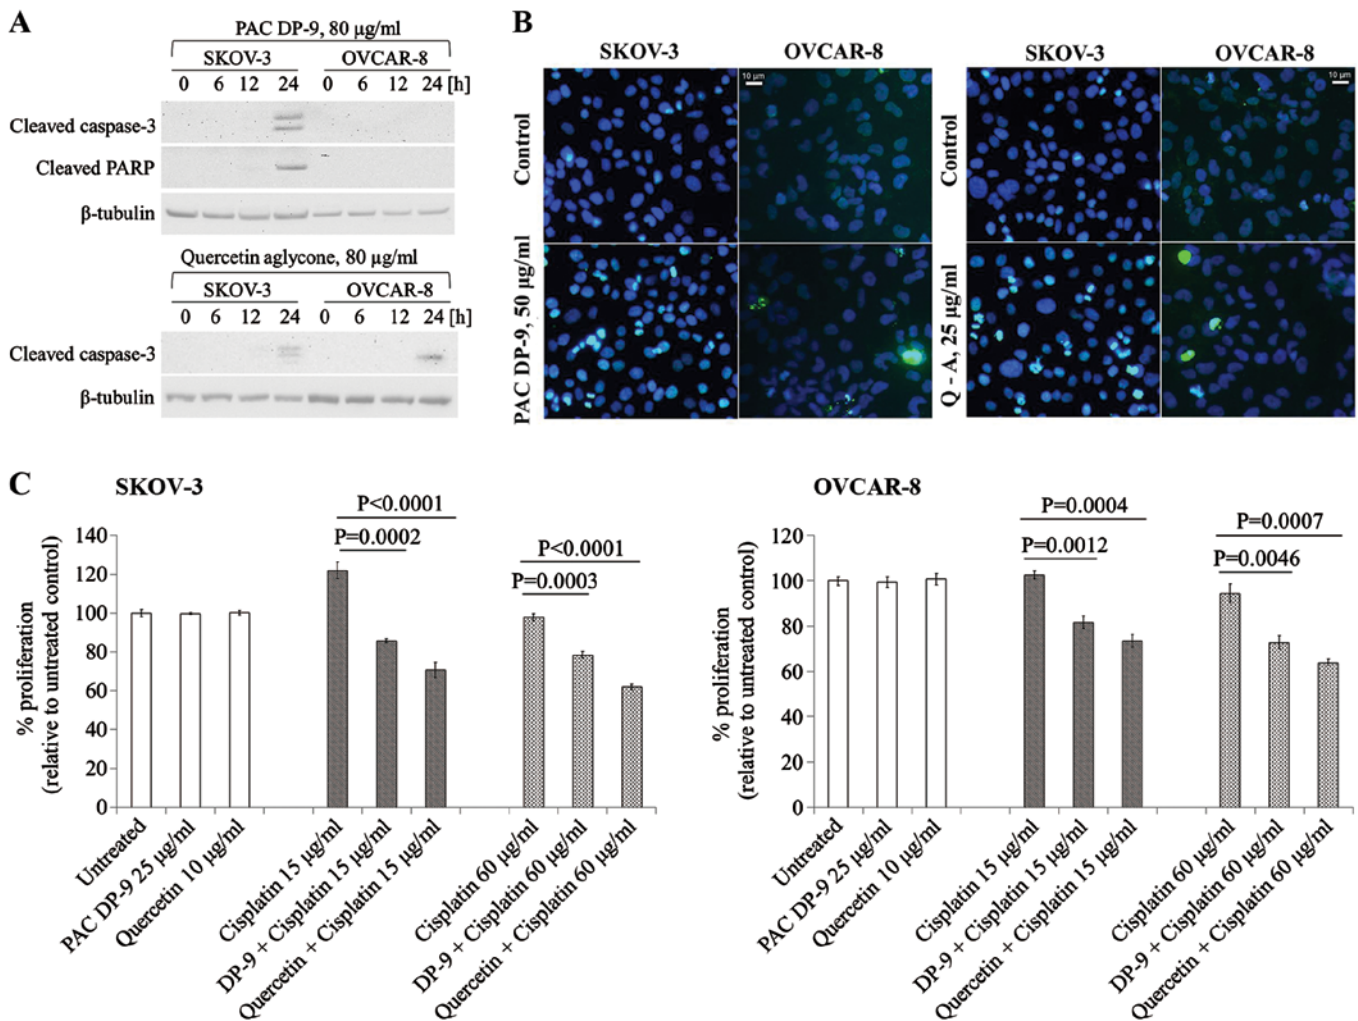 A
PAC DP-9, 80 µg/ml
SKOV-3 OVCAR-8
0 6 12 24 0 6 12 24 [h]
Cleaved caspase-3
Cleaved PARP
β-tubulin
Quercetin aglycone, 80 µg/ml
SKOV-3 OVCAR-8
0 6 12 24 0 6 12 24 [h]
Cleaved caspase-3
β-tubulin
B
SKOV-3 OVCAR-8 SKOV-3 OVCAR-8
10 µm 10 µm
Control
PAC DP-9, 50 µg/ml
Control
Q - A, 25 µg/ml
C
SKOV-3
% proliferation
(relative to untreated control)
140
120
100
80
60
40
20
0
P<0.0001
P=0.0002
P<0.0001
P=0.0003
Untreated
PAC DP-9 25 µg/ml
Quercetin 10 µg/ml
Cisplatin 15 µg/ml
DP-9 + Cisplatin 15 µg/ml
Quercetin + Cisplatin 15 µg/ml
Cisplatin 60 µg/ml
DP-9 + Cisplatin 60 µg/ml
Quercetin + Cisplatin 60 µg/ml
OVCAR-8
% proliferation
(relative to untreated control)
120
100
80
60
40
20
0
P=0.0004
P=0.0012
P=0.0007
P=0.0046
Untreated
PAC DP-9 25 µg/ml
Quercetin 10 µg/ml
Cisplatin 15 µg/ml
DP-9 + Cisplatin 15 µg/ml
Quercetin + Cisplatin 15 µg/ml
Cisplatin 60 µg/ml
DP-9 + Cisplatin 60 µg/ml
Quercetin + Cisplatin 60 µg/ml